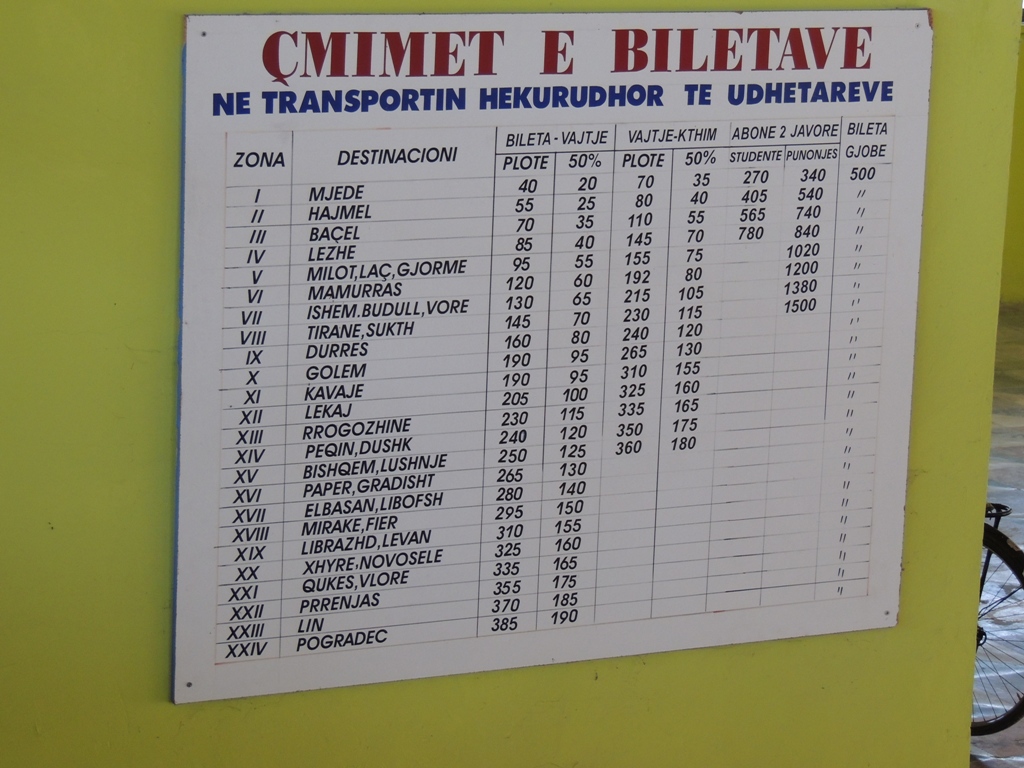 ÇMIMET E BILETAVE
NE TRANSPORTIN HEKURUDHOR TE UDHETAREVE
ZONA DESTINACIONI BILETA - VAJTJE VAJTJE-KTHIM ABONE 2 JAVORE BILETA GJOBE
PLOTE 50% PLOTE 50% STUDENTE PUNONJES
I MJEDE 40 20 70 35 270 340 500
II HAJMEL 55 25 80 40 405 540 "
III BAÇEL 70 35 110 55 565 740 "
IV LEZHE 85 40 145 70 780 840 "
V MILOT,LAÇ,GJORME 95 55 155 75 1020 "
VI MAMURRAS 120 60 192 80 1200 "
VII ISHEM.BUDULL,VORE 130 65 215 105 1380 "
VIII TIRANE,SUKTH 145 70 230 115 1500 "
IX DURRES 160 80 240 120 "
X GOLEM 190 95 265 130 "
XI KAVAJE 190 95 310 155 "
XII LEKAJ 205 100 325 160 "
XIII RROGOZHINE 230 115 335 165 "
XIV PEQIN,DUSHK 240 120 350 175 "
XV BISHQEM,LUSHNJE 250 125 360 180 "
XVI PAPER,GRADISHT 265 130 "
XVII ELBASAN,LIBOFSH 280 140 "
XVIII MIRAKE,FIER 295 150 "
XIX LIBRAZHD,LEVAN 310 155 "
XX XHYRE,NOVOSELE 325 160 "
XXI QUKES,VLORE 335 165 "
XXII PRRENJAS 355 175 "
XXIII LIN 370 185 "
XXIV POGRADEC 385 190 "